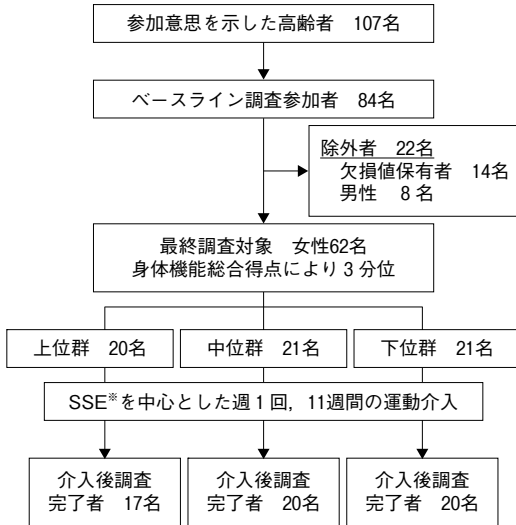 参加意思を示した高齢者　107名
ベースライン調査参加者　84名
除外者　22名
欠損値保有者　14名
男性　8名
最終調査対象　女性62名
身体機能総合得点により3分位
上位群　20名
中位群　21名
下位群　21名
SSE※を中心とした週1回，11週間の運動介入
介入後調査
完了者　17名
介入後調査
完了者　20名
介入後調査
完了者　20名